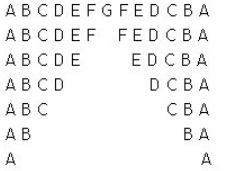 A B C D E F G F E D C B A
A B C D E F   F E D C B A
A B C D E       E D C B A
A B C D           D C B A
A B C               C B A
A B                   B A
A                       A